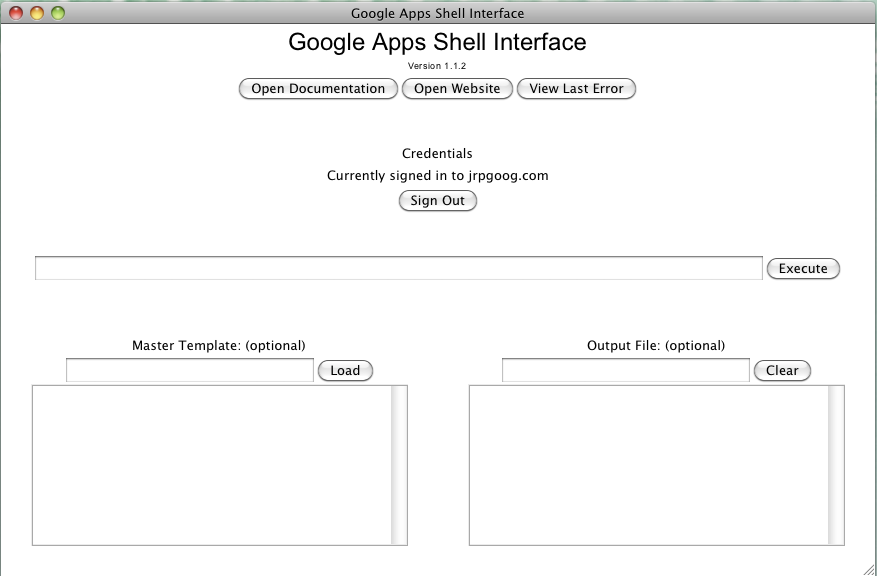 Google Apps Shell Interface
Google Apps Shell Interface
Version 1.1.2
Open Documentation Open Website View Last Error
Credentials
Currently signed in to jrpgoog.com
Sign Out
Execute
Master Template: (optional) Output File: (optional)
Load Clear